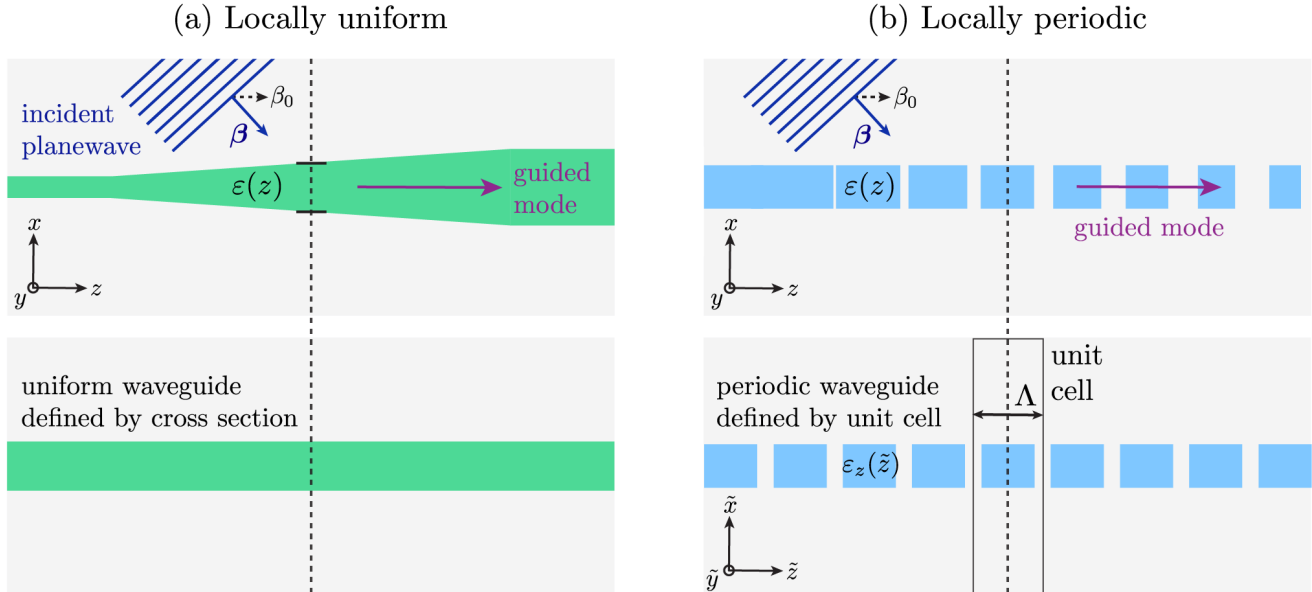 (a) Locally uniform
incident
planewave
β₀
β
ε(z)
guided
mode
x
y
z
uniform waveguide
defined by cross section
(b) Locally periodic
β₀
β
ε(z)
guided mode
x
y
z
periodic waveguide
defined by unit cell
unit
cell
Λ
ε_z(z̃)
x̃
ỹ
z̃